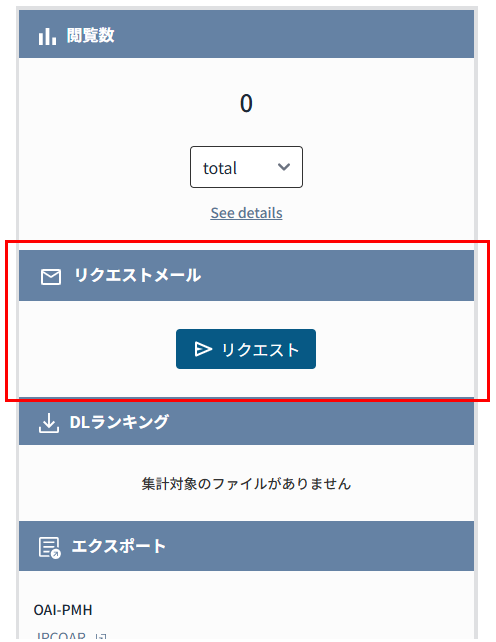 閲覧数
0
total
See details
リクエストメール
リクエスト
DLランキング
集計対象のファイルがありません
エクスポート
OAI-PMH
JPCOAR